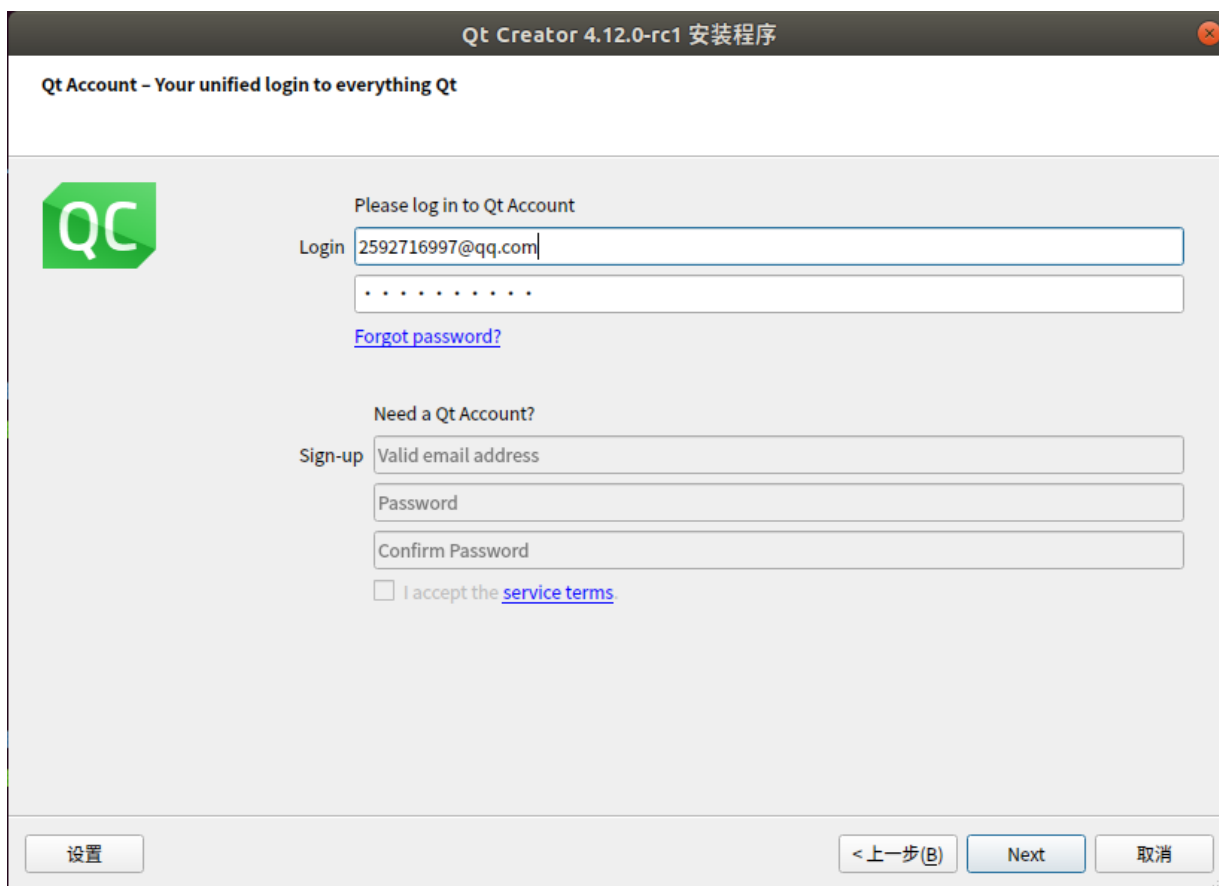 Qt Creator 4.12.0-rc1 安装程序
Qt Account – Your unified login to everything Qt
QC
Please log in to Qt Account
Login 2592716997@qq.com
• • • • • • • • • •
Forgot password?
Need a Qt Account?
Sign-up Valid email address
Password
Confirm Password
I accept the service terms.
设置 <上一步(B) Next 取消